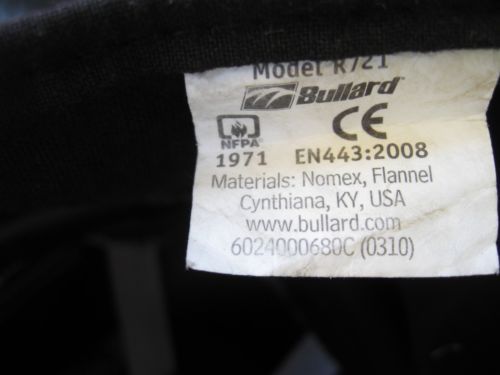 Model R721
Bullard
CE
NFPA
1971 EN443:2008
Materials: Nomex, Flannel
Cynthiana, KY, USA
www.bullard.com
6024000680C (0310)